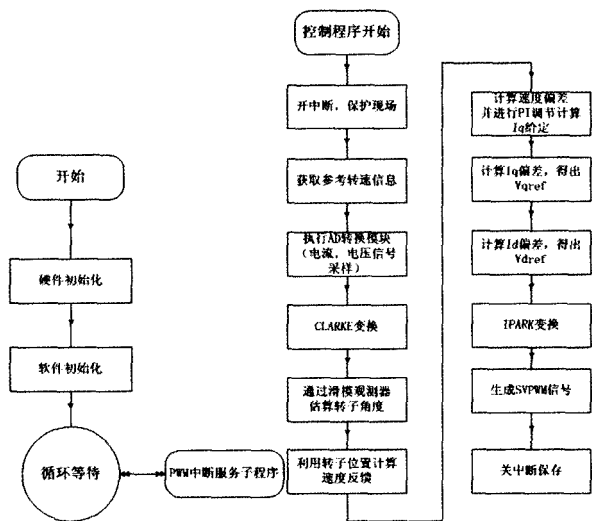 开始
硬件初始化
软件初始化
循环等待
PWM中断服务子程序
控制程序开始
开中断，保护现场
获取参考转速信息
执行AD转换模块
（电流，电压信号
采样）
CLARKE变换
通过滑模观测器
估算转子角度
利用转子位置计算
速度反馈
计算速度偏差
并进行PI调节计算
Iq给定
计算Iq偏差，得出
Vqref
计算Id偏差，得出
Vdref
IPARK变换
生成SVPWM信号
关中断保存